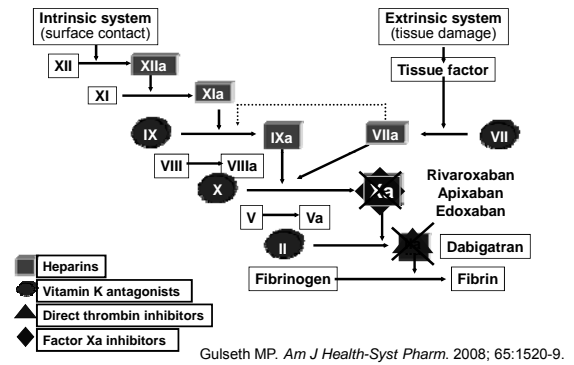 Intrinsic system
(surface contact)
Extrinsic system
(tissue damage)
XII
XIIa
Tissue factor
XI
XIa
IX
IXa
VIIa
VII
VIII
VIIIa
X
Xa
Rivaroxaban
Apixaban
Edoxaban
V
Va
II
Dabigatran
Fibrinogen
Fibrin
Heparins
Vitamin K antagonists
Direct thrombin inhibitors
Factor Xa inhibitors
Gulseth MP. Am J Health-Syst Pharm. 2008; 65:1520-9.